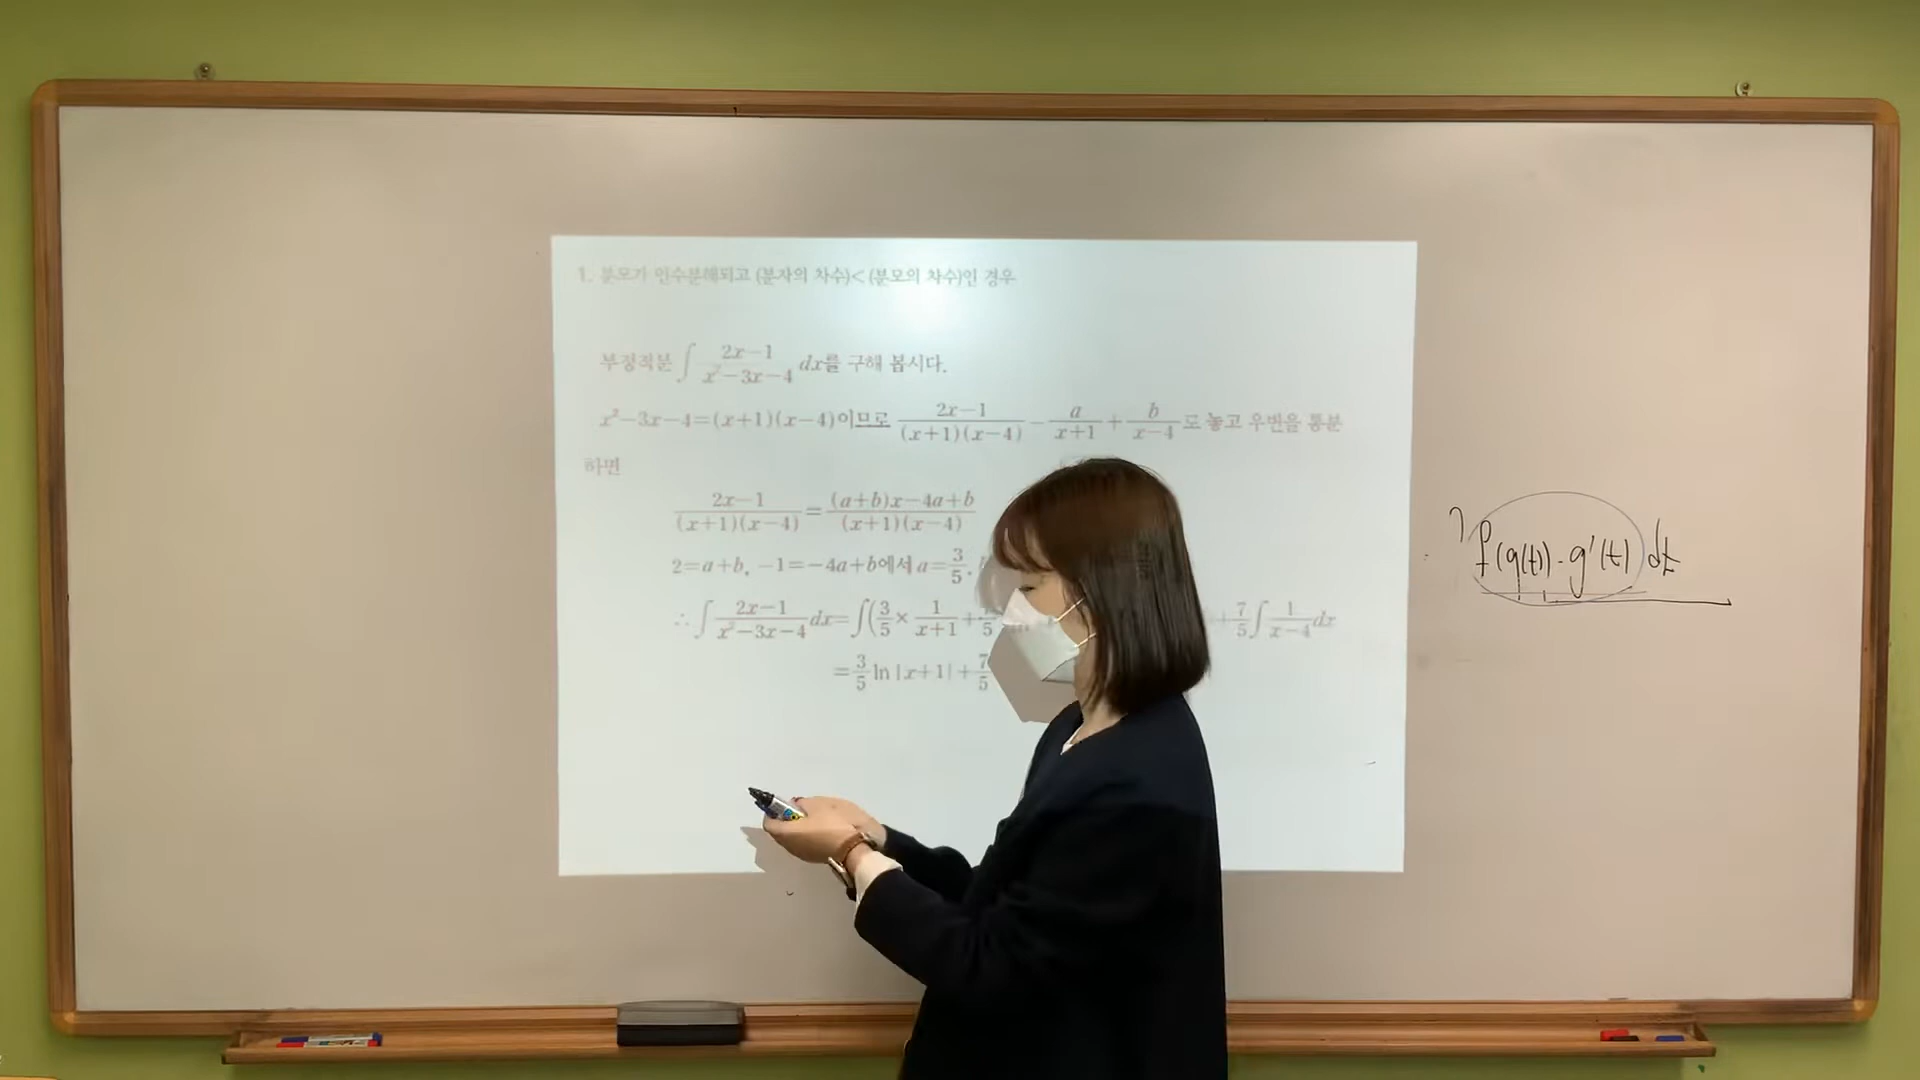 1. 분모가 인수분해되고 (분자의 차수)<(분모의 차수)인 경우
부정적분 ∫ (2x-1)/(x²-3x-4) dx를 구해 봅시다.
x²-3x-4=(x+1)(x-4)이므로 (2x-1)/((x+1)(x-4)) = a/(x+1) + b/(x-4) 로 놓고 우변을 통분
하면
(2x-1)/((x+1)(x-4)) = ((a+b)x-4a+b)/((x+1)(x-4))
2=a+b, -1=-4a+b에서 a=3/5,
∴ ∫ (2x-1)/(x²-3x-4) dx = ∫(3/5 × 1/(x+1) + /5 + 7/5 ∫ 1/(x-4) dx
= 3/5 ln|x+1| + 7/5
f(g(t)) · g'(t) dt